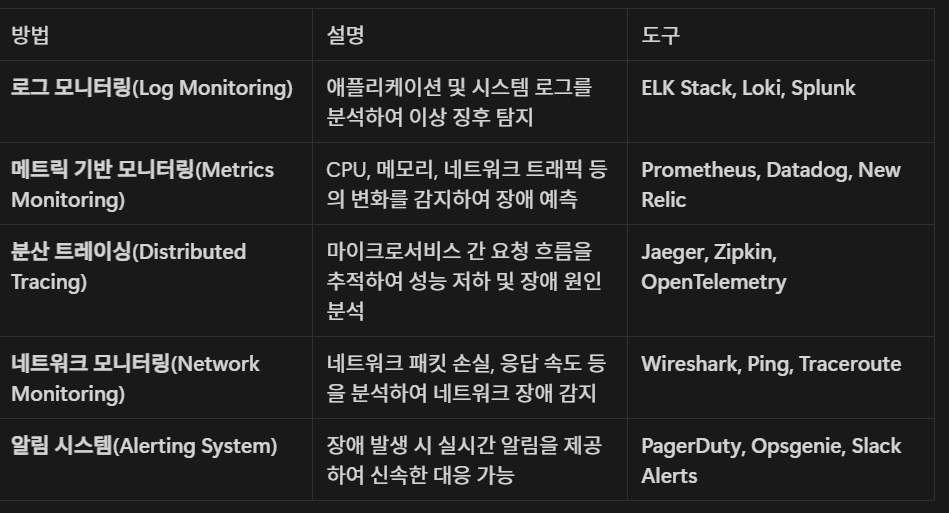 방법
설명
도구
로그 모니터링(Log Monitoring)
애플리케이션 및 시스템 로그를
분석하여 이상 징후 탐지
ELK Stack, Loki, Splunk
메트릭 기반 모니터링(Metrics
Monitoring)
CPU, 메모리, 네트워크 트래픽 등
의 변화를 감지하여 장애 예측
Prometheus, Datadog, New
Relic
분산 트레이싱(Distributed
Tracing)
마이크로서비스 간 요청 흐름을
추적하여 성능 저하 및 장애 원인
분석
Jaeger, Zipkin,
OpenTelemetry
네트워크 모니터링(Network
Monitoring)
네트워크 패킷 손실, 응답 속도 등
을 분석하여 네트워크 장애 감지
Wireshark, Ping, Traceroute
알림 시스템(Alerting System)
장애 발생 시 실시간 알림을 제공
하여 신속한 대응 가능
PagerDuty, Opsgenie, Slack
Alerts